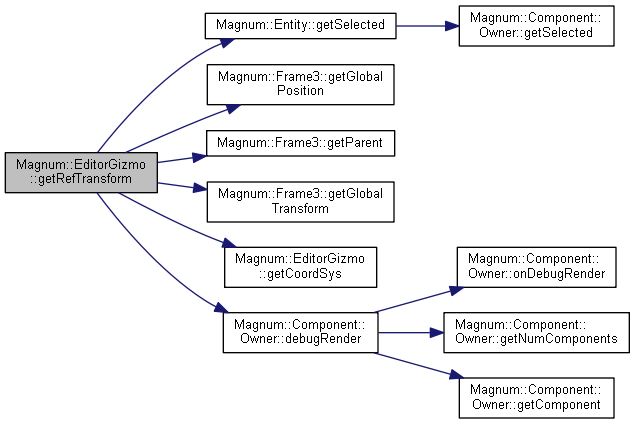 Magnum::EditorGizmo
::getRefTransform
Magnum::Entity::getSelected
Magnum::Component::
Owner::getSelected
Magnum::Frame3::getGlobal
Position
Magnum::Frame3::getParent
Magnum::Frame3::getGlobal
Transform
Magnum::EditorGizmo
::getCoordSys
Magnum::Component::
Owner::debugRender
Magnum::Component::
Owner::onDebugRender
Magnum::Component::
Owner::getNumComponents
Magnum::Component::
Owner::getComponent